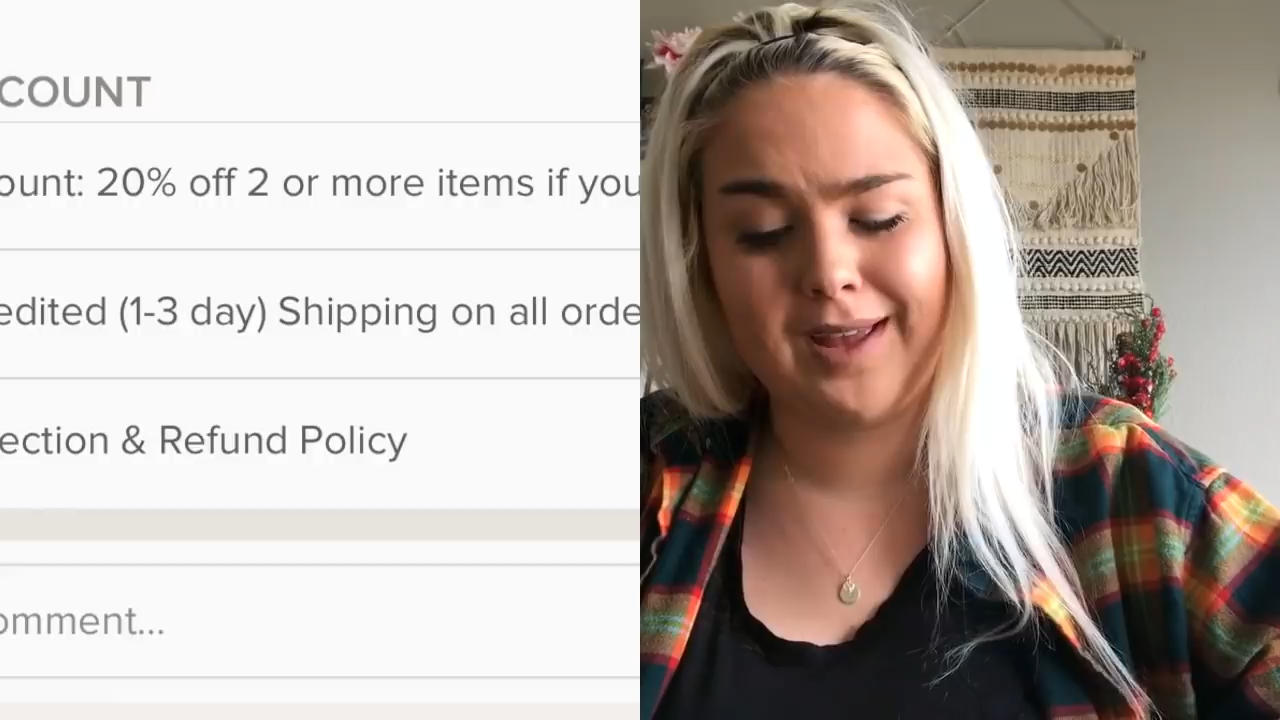 COUNT
ount: 20% off 2 or more items if you
edited (1-3 day) Shipping on all orde
ection & Refund Policy
omment...